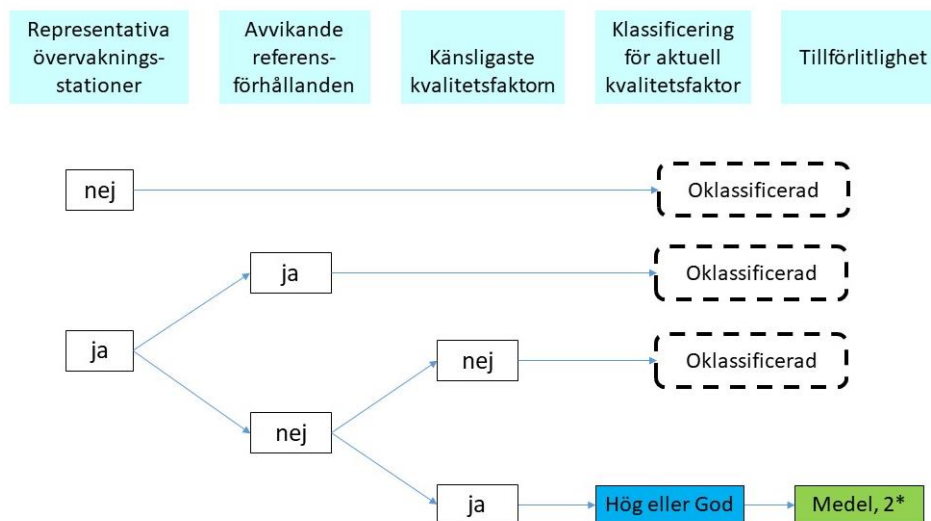 Representativa
övervaknings-
stationer
Avvikande
referens-
förhållanden
Känsligaste
kvalitetsfaktorn
Klassificering
för aktuell
kvalitetsfaktor
Tillförlitlighet
nej
Oklassificerad
ja
Oklassificerad
ja
nej
Oklassificerad
nej
ja
Hög eller God
Medel, 2*